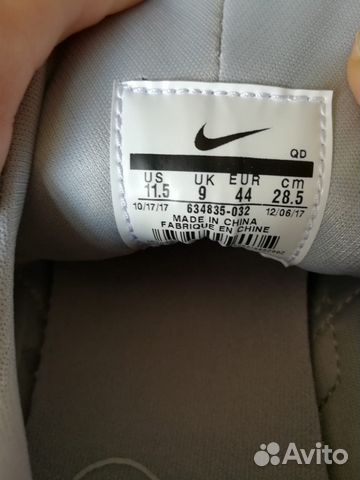 QD
US UK EUR cm
11.5 9 44 28.5
10/17/17 634835-032 12/06/17
MADE IN CHINA
FABRIQUE EN CHINE
Avito